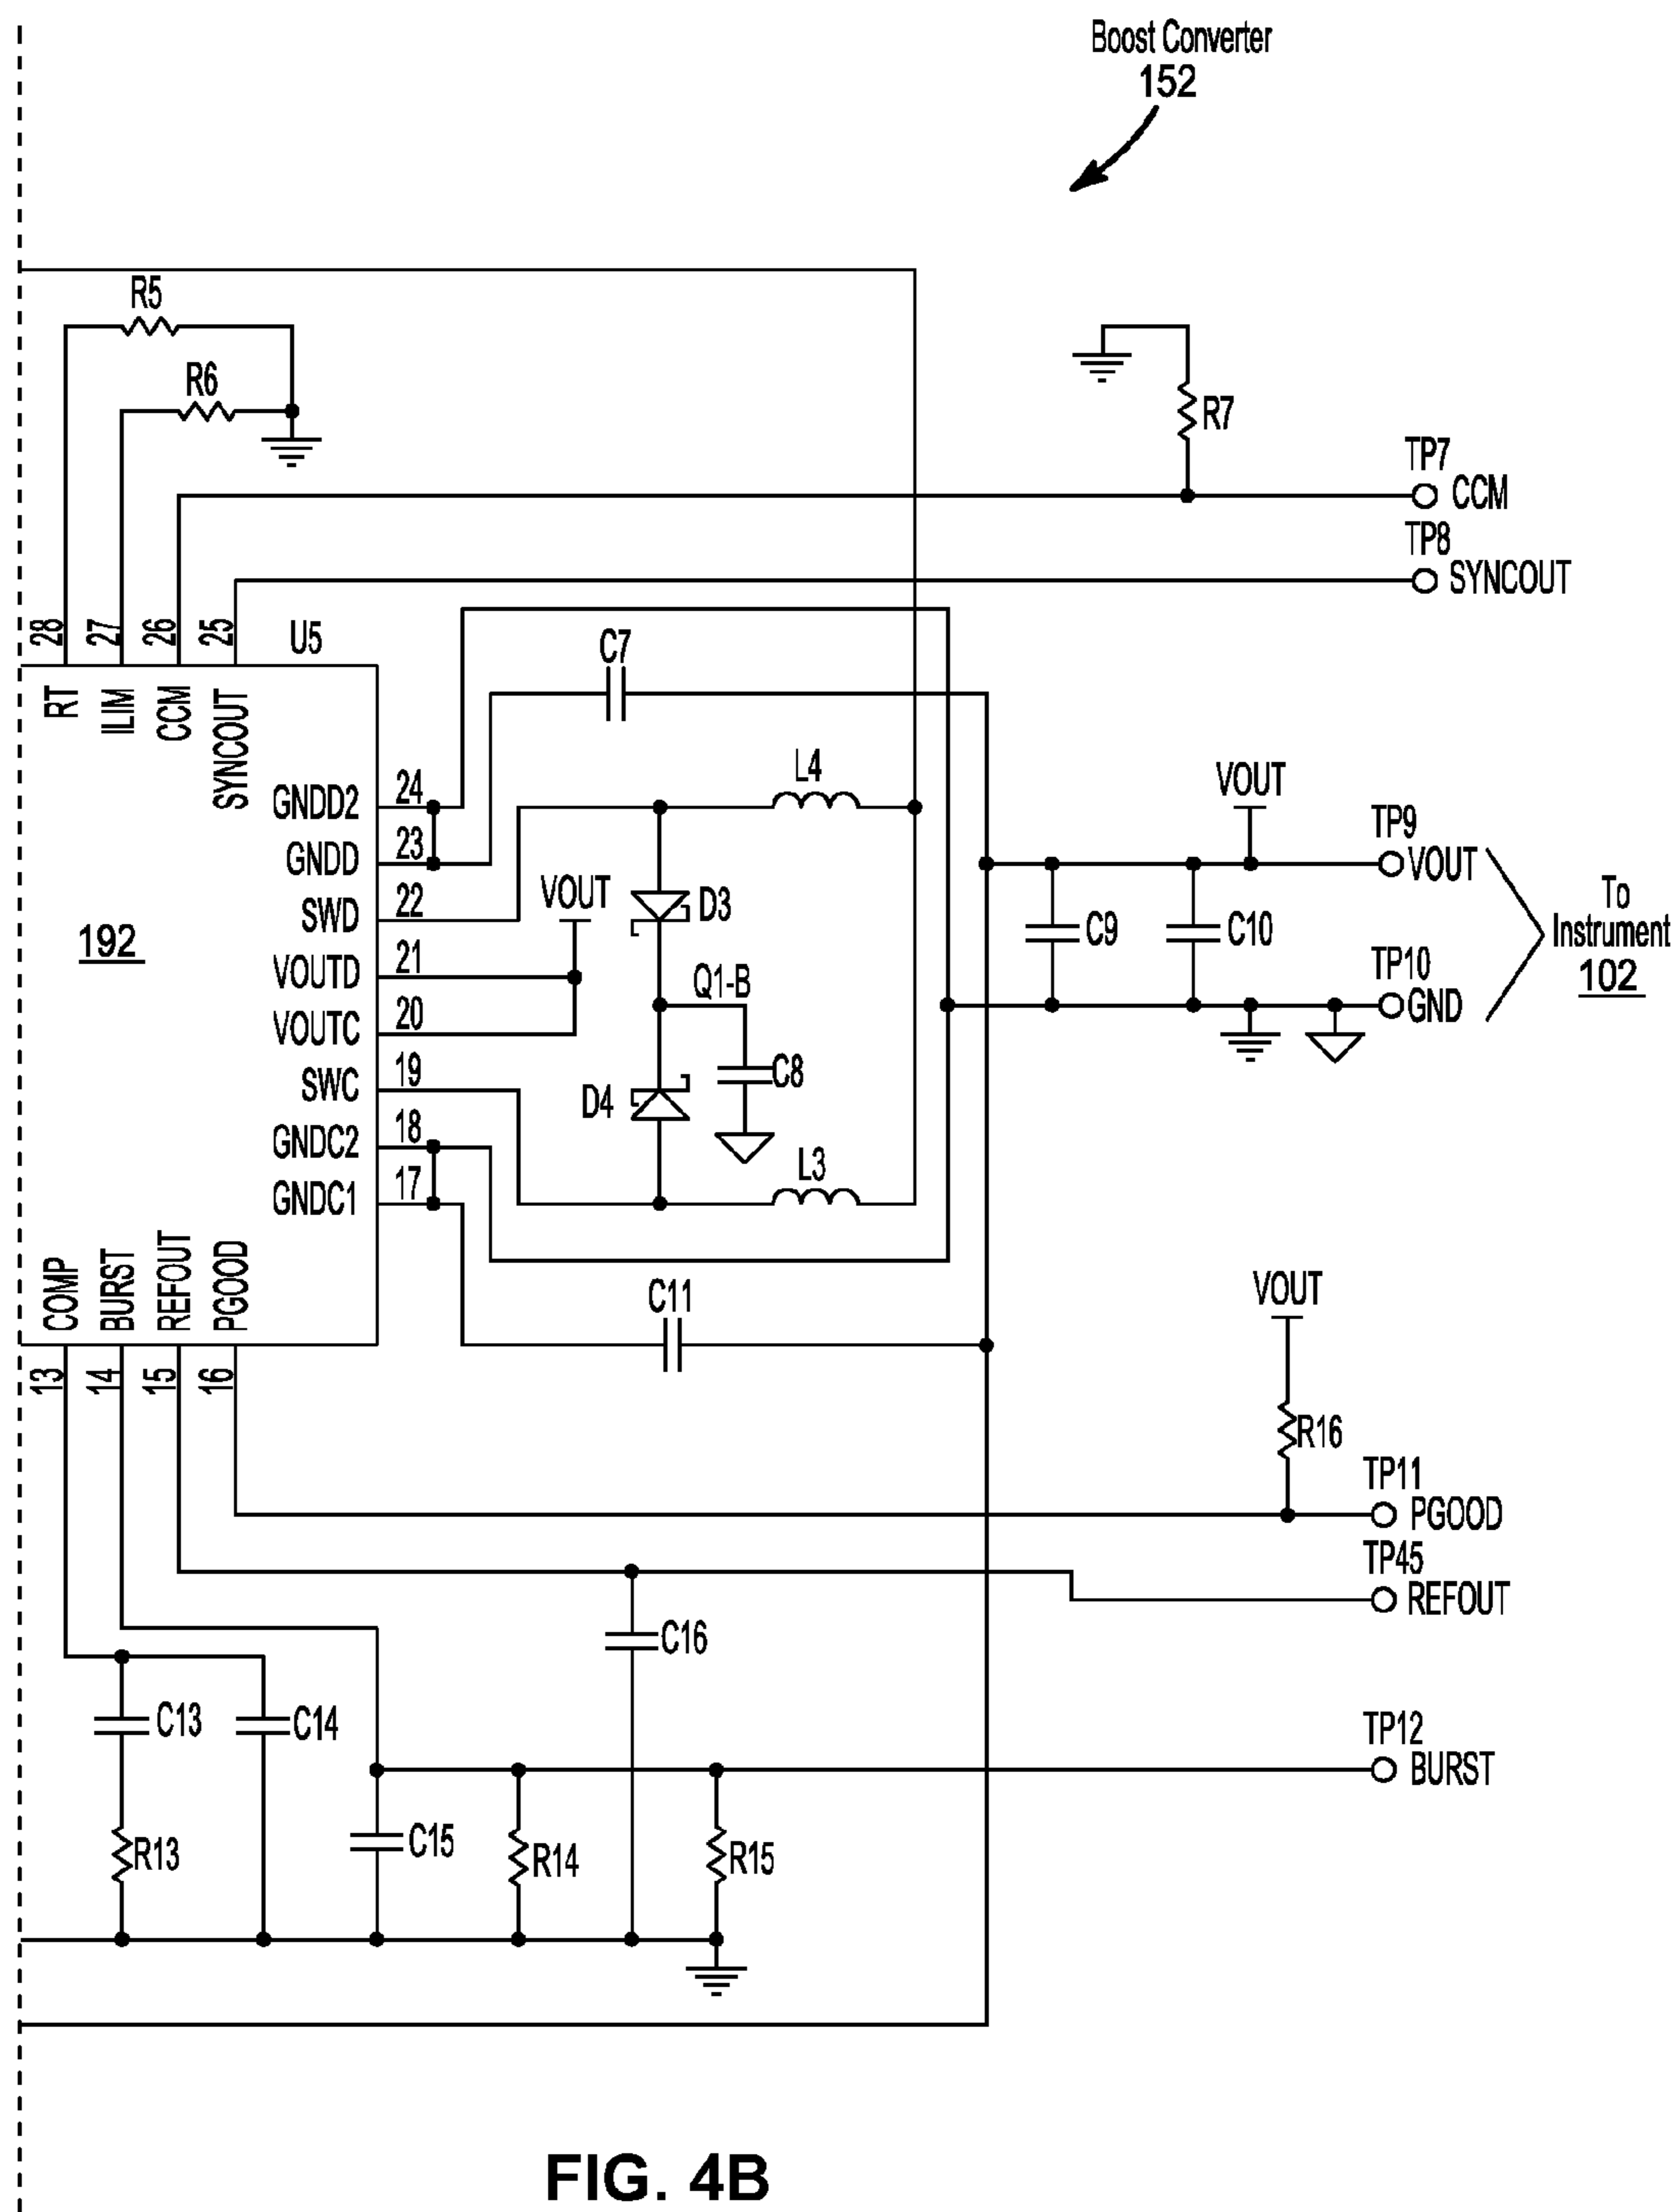 Boost Converter
152
R5
R6
R7
TP7
CCM
TP8
SYNCOUT
28
27
26
25
U5
RT
ILIM
CCM
SYNCOUT
C7
L4
VOUT
TP9
VOUT
GNDD2
24
GNDD
23
SWD
22
VOUT
D3
C9
C10
To
Instrument
102
192
VOUTD
21
Q1-B
TP10
GND
VOUTC
20
SWC
19
D4
C8
GNDC2
18
GNDC1
17
L3
COMP
BURST
REFOUT
PGOOD
C11
VOUT
13
14
15
16
R16
TP11
PGOOD
TP45
REFOUT
C16
C13
C14
TP12
BURST
R13
C15
R14
R15
FIG. 4B